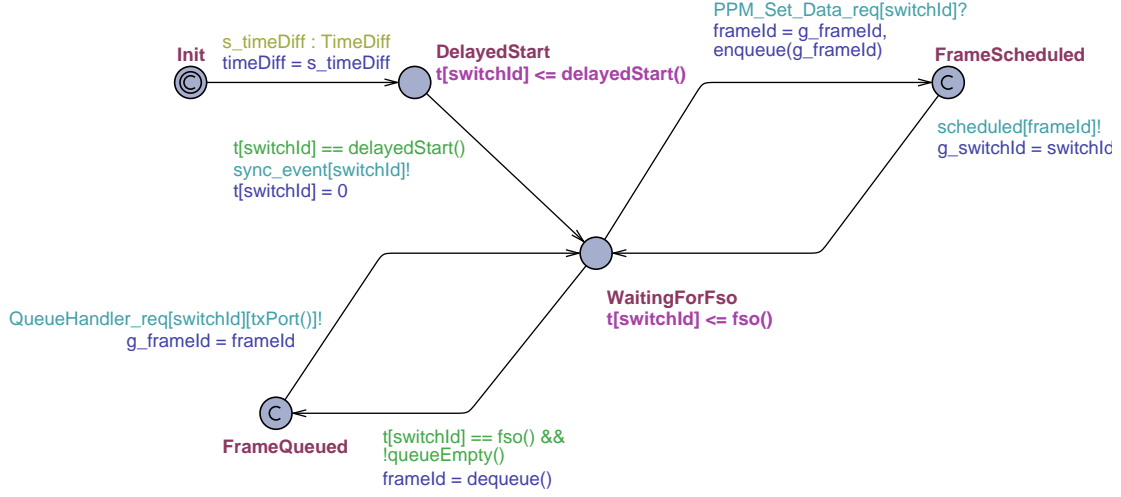 PPM_Set_Data_req[switchId]?
frameId = g_frameId,
enqueue(g_frameId)
s_timeDiff : TimeDiff
timeDiff = s_timeDiff
Init
DelayedStart
t[switchId] <= delayedStart()
FrameScheduled
C
C
scheduled[frameId]!
g_switchId = switchId
t[switchId] == delayedStart()
sync_event[switchId]!
t[switchId] = 0
WaitingForFso
t[switchId] <= fso()
QueueHandler_req[switchId][txPort()]!
g_frameId = frameId
C
FrameQueued
t[switchId] == fso() &&
!queueEmpty()
frameId = dequeue()